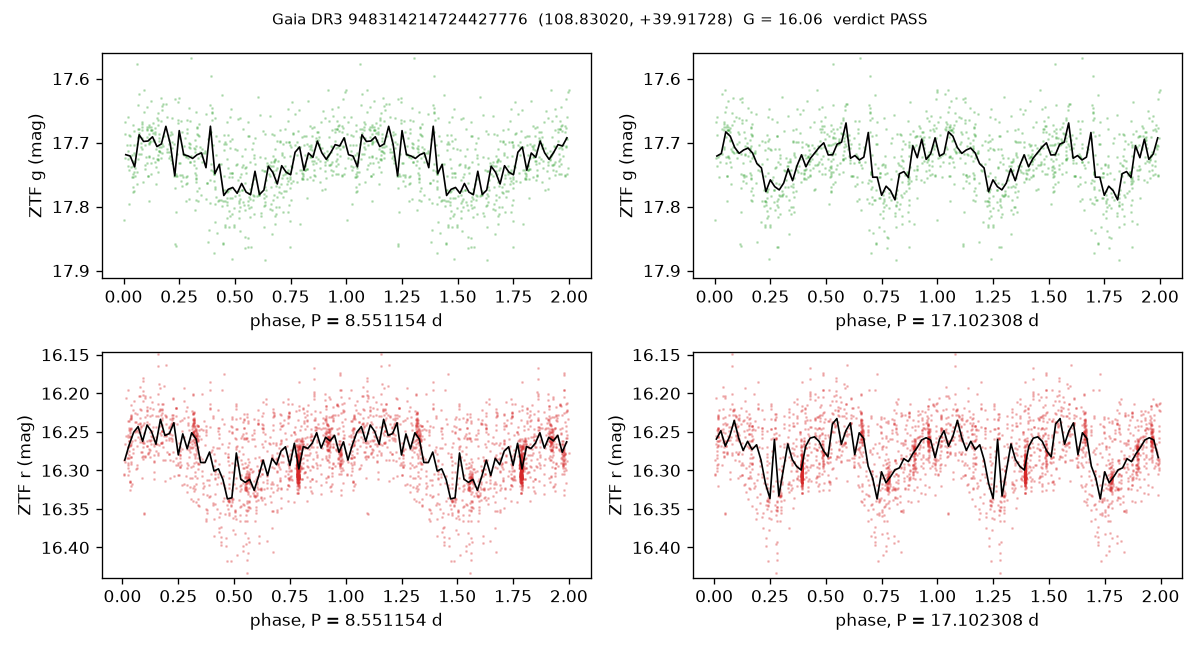 Gaia DR3 948314214724427776  (108.83020, +39.91728)  G = 16.06  verdict PASS
ZTF g (mag)
17.6
17.7
17.8
17.9
0.00 0.25 0.50 0.75 1.00 1.25 1.50 1.75 2.00
phase, P = 8.551154 d
ZTF g (mag)
17.6
17.7
17.8
17.9
0.00 0.25 0.50 0.75 1.00 1.25 1.50 1.75 2.00
phase, P = 17.102308 d
ZTF r (mag)
16.15
16.20
16.25
16.30
16.35
16.40
0.00 0.25 0.50 0.75 1.00 1.25 1.50 1.75 2.00
phase, P = 8.551154 d
ZTF r (mag)
16.15
16.20
16.25
16.30
16.35
16.40
0.00 0.25 0.50 0.75 1.00 1.25 1.50 1.75 2.00
phase, P = 17.102308 d